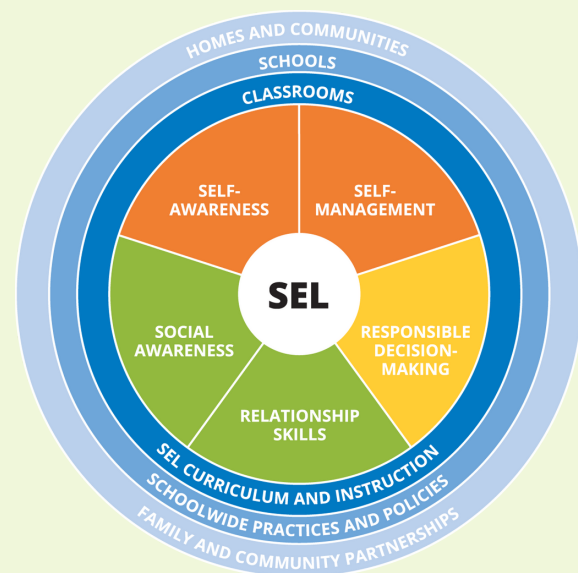 HOMES AND COMMUNITIES
SCHOOLS
CLASSROOMS
SELF-
AWARENESS
SELF-
MANAGEMENT
SEL
SOCIAL
AWARENESS
RESPONSIBLE
DECISION-
MAKING
RELATIONSHIP
SKILLS
SEL CURRICULUM AND INSTRUCTION
SCHOOLWIDE PRACTICES AND POLICIES
FAMILY AND COMMUNITY PARTNERSHIPS